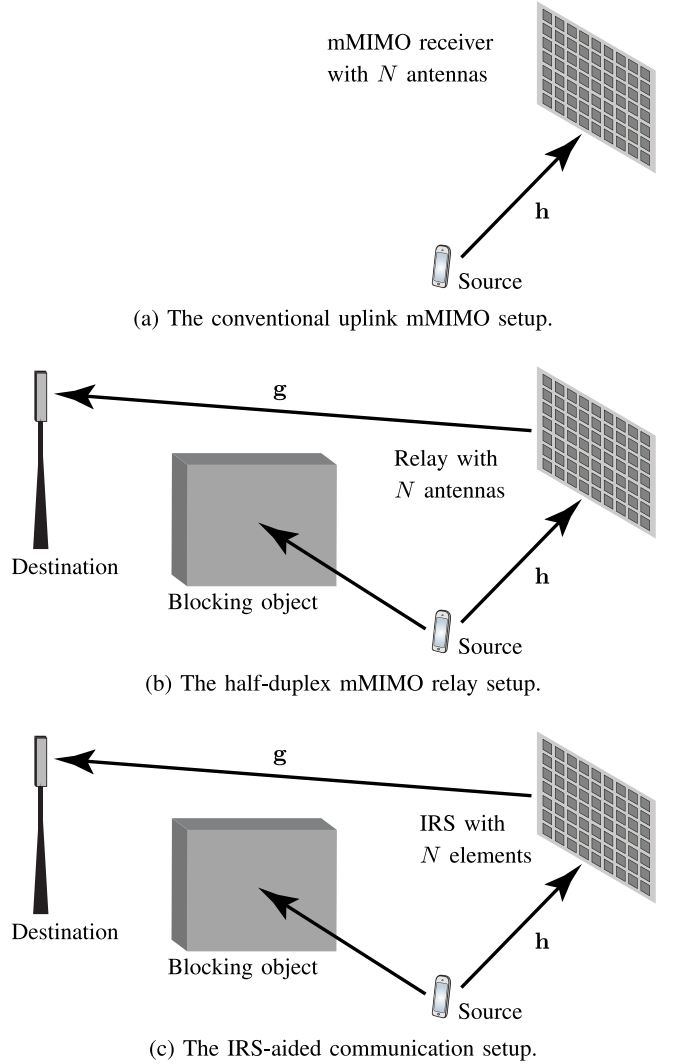 mMIMO receiver
with N antennas
h
Source
(a) The conventional uplink mMIMO setup.
g
Relay with
N antennas
Destination
h
Blocking object
Source
(b) The half-duplex mMIMO relay setup.
g
IRS with
N elements
Destination
h
Blocking object
Source
(c) The IRS-aided communication setup.